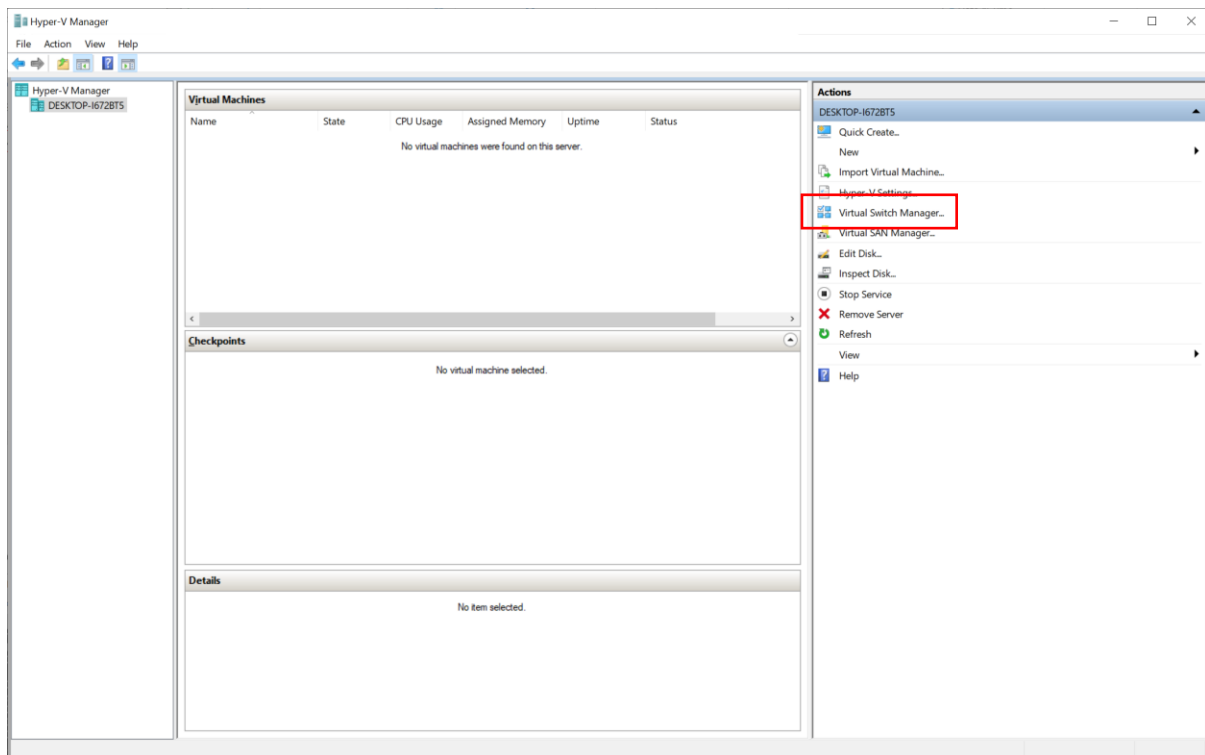 Hyper-V Manager
File Action View Help
Hyper-V Manager
DESKTOP-I672BT5
Virtual Machines
Name State CPU Usage Assigned Memory Uptime Status
No virtual machines were found on this server.
Checkpoints
No virtual machine selected.
Details
No item selected.
Actions
DESKTOP-I672BT5
Quick Create...
New
Import Virtual Machine...
Hyper-V Settings...
Virtual Switch Manager...
Virtual SAN Manager...
Edit Disk...
Inspect Disk...
Stop Service
Remove Server
Refresh
View
Help